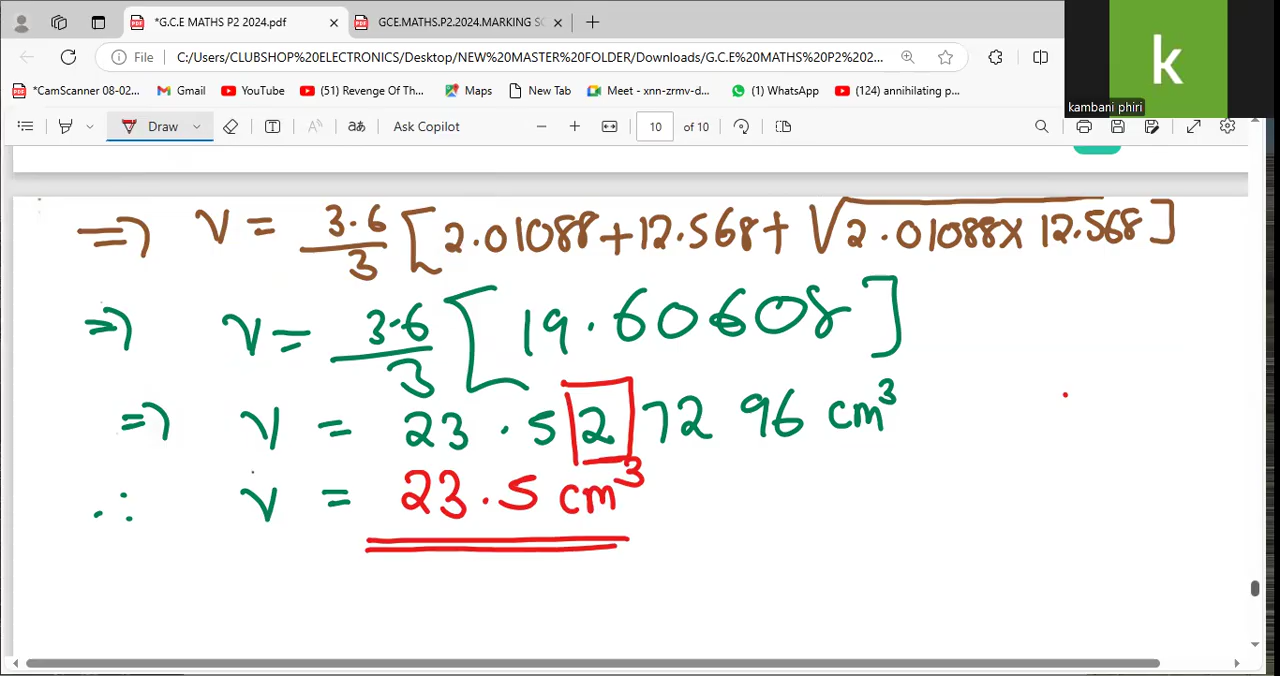 *G.C.E MATHS P2 2024.pdf
GCE.MATHS.P2.2024.MARKING SC
File C:/Users/CLUBSHOP%20ELECTRONICS/Desktop/NEW%20MASTER%20FOLDER/Downloads/G.C.E%20MATHS%20P2%202...
*CamScanner 08-02... Gmail YouTube (51) Revenge Of Th... Maps New Tab Meet - xnn-zrmv-d... (1) WhatsApp (124) annihilating p...
k
kambani phiri
Draw Ask Copilot 10 of 10
=> V = 3.6/3 [2.01088+12.568+√2.01088×12.568]
=> V = 3.6/3 [19.60608]
=> V = 23.527296 cm³
∴ V = 23.5 cm³